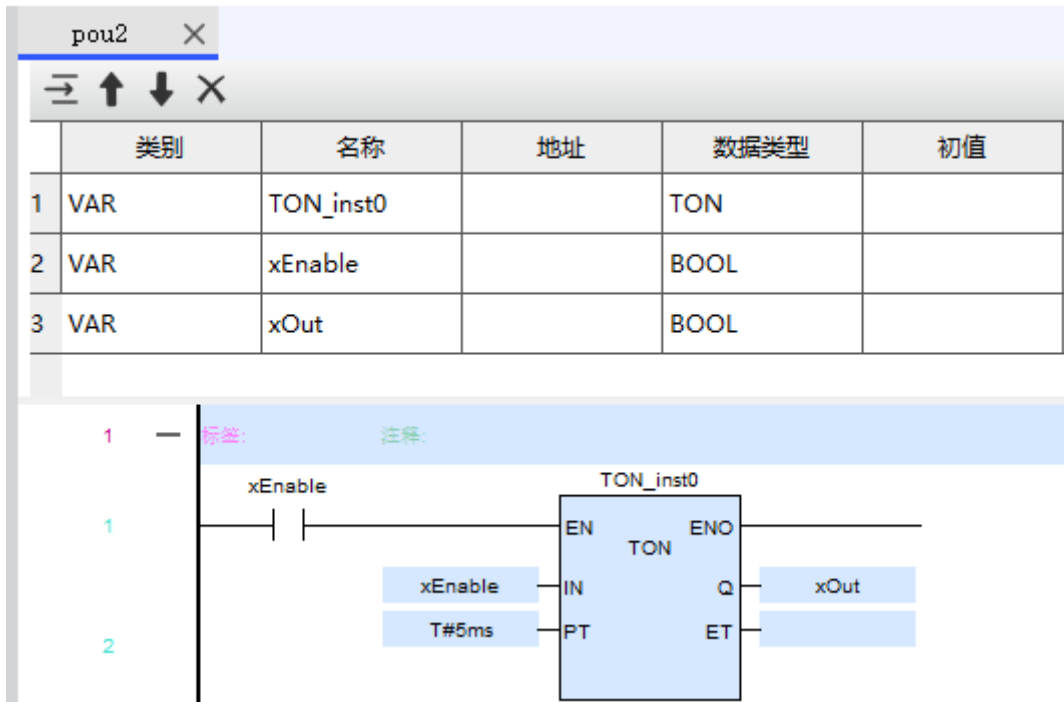 pou2
类别 名称 地址 数据类型 初值
1 VAR TON_inst0 TON
2 VAR xEnable BOOL
3 VAR xOut BOOL
1 标签: 注释:
xEnable TON_inst0
1 EN ENO
TON
xEnable IN Q xOut
T#5ms PT ET
2